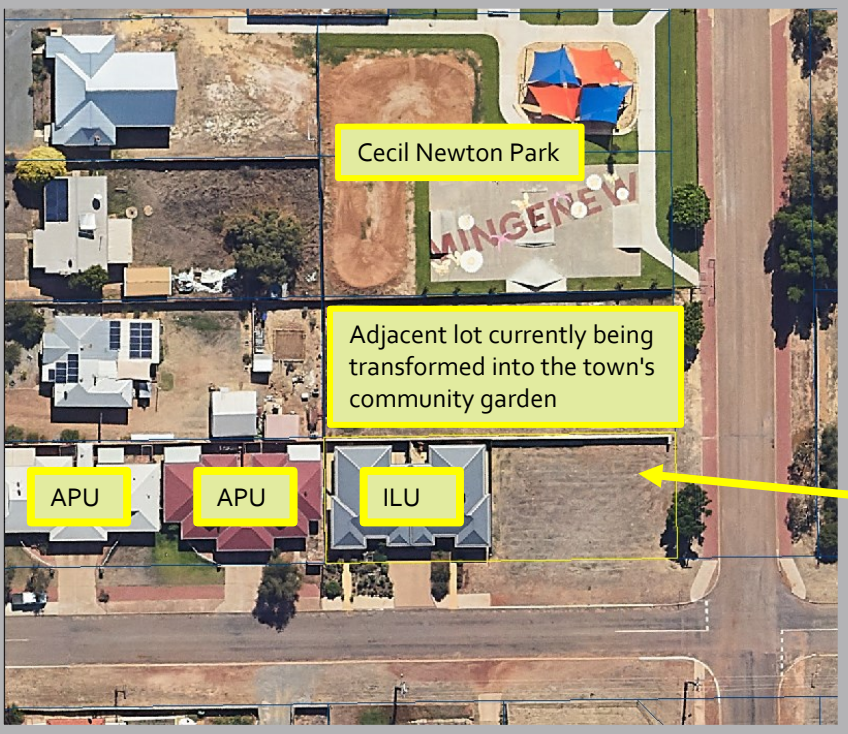 Cecil Newton Park
MINGENEW
Adjacent lot currently being
transformed into the town's
community garden
APU
APU
ILU